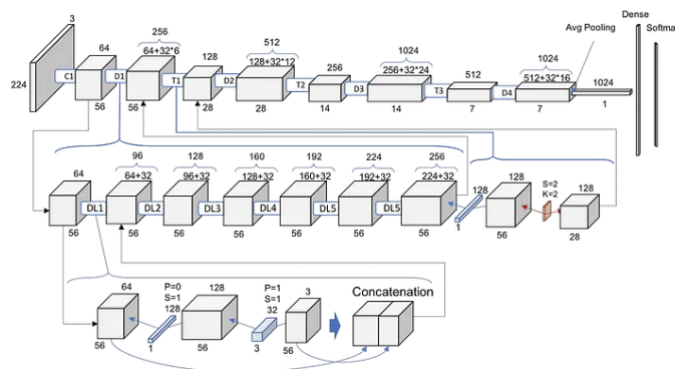 3
64
256
64+32*6
128
512
128+32*12
256
1024
256+32*24
512
1024
512+32*16
Avg Pooling
Dense
Softma
1024
224
C1
D1
T1
D2
T2
D3
T3
D4
56
56
28
28
14
14
7
7
1
64
96
64+32
128
96+32
160
128+32
192
160+32
224
192+32
256
224+32
128
128
S=2
K=2
128
DL1
DL2
DL3
DL4
DL5
DL5
56
56
56
56
56
56
56
1
56
28
64
P=0
S=1
128
128
P=1
S=1
32
3
Concatenation
56
1
56
3
56